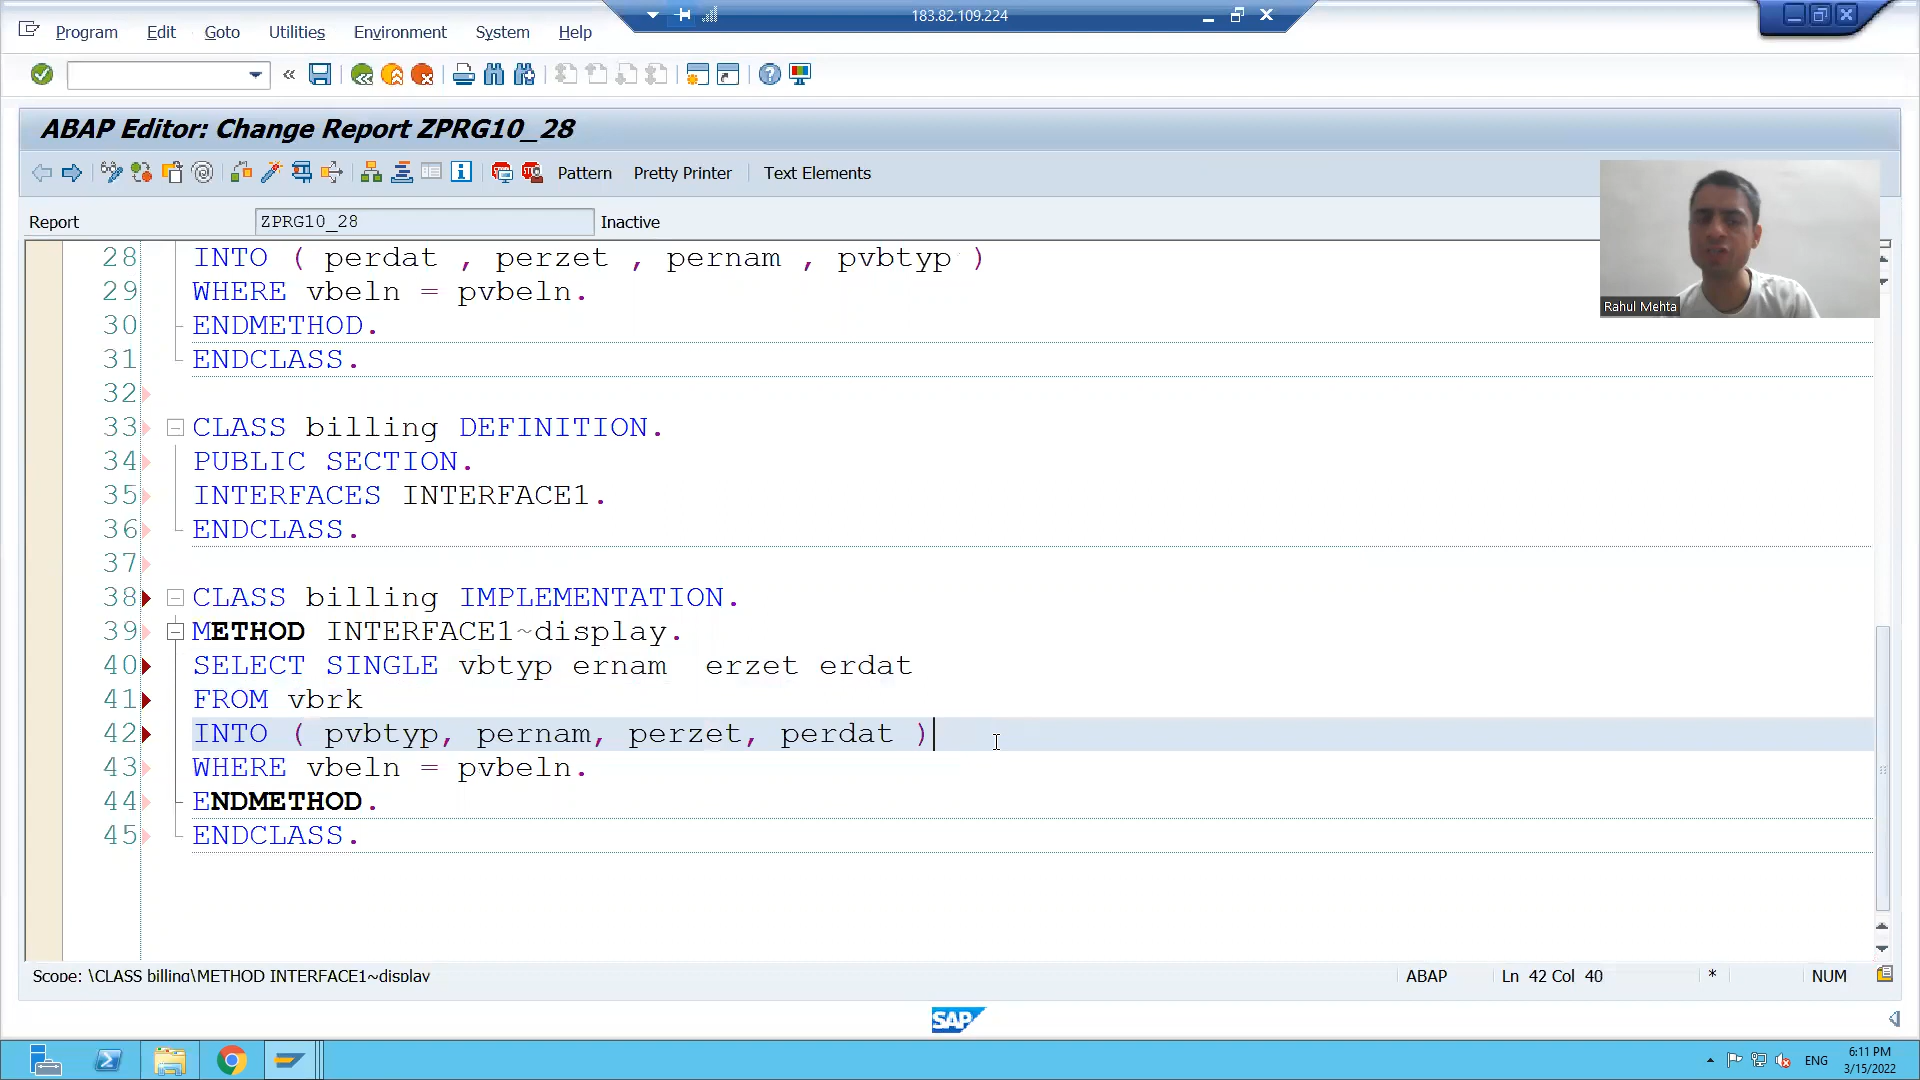 183.82.109.224
Program Edit Goto Utilities Environment System Help
ABAP Editor: Change Report ZPRG10_28
Pattern Pretty Printer Text Elements
Report ZPRG10_28 Inactive
Rahul Mehta
28 INTO ( perdat , perzet , pernam , pvbtyp )
29 WHERE vbeln = pvbeln.
30 ENDMETHOD.
31 ENDCLASS.
32
33 CLASS billing DEFINITION.
34 PUBLIC SECTION.
35 INTERFACES INTERFACE1.
36 ENDCLASS.
37
38 CLASS billing IMPLEMENTATION.
39 METHOD INTERFACE1~display.
40 SELECT SINGLE vbtyp ernam  erzet erdat
41 FROM vbrk
42 INTO ( pvbtyp, pernam, perzet, perdat )
43 WHERE vbeln = pvbeln.
44 ENDMETHOD.
45 ENDCLASS.
Scope: \CLASS billing\METHOD INTERFACE1~display ABAP Ln 42 Col 40 * NUM
SAP
ENG 6:11 PM
3/15/2022